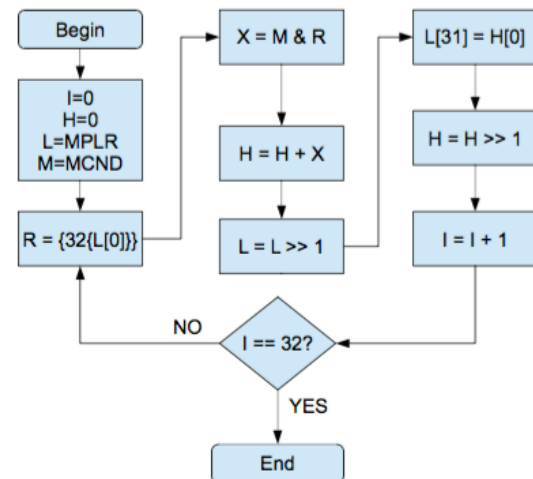 Begin
I=0
H=0
L=MPLR
M=MCND
R = {32{L[0]}}
X = M & R
H = H + X
L = L >> 1
L[31] = H[0]
H = H >> 1
I = I + 1
I == 32?
NO
YES
End